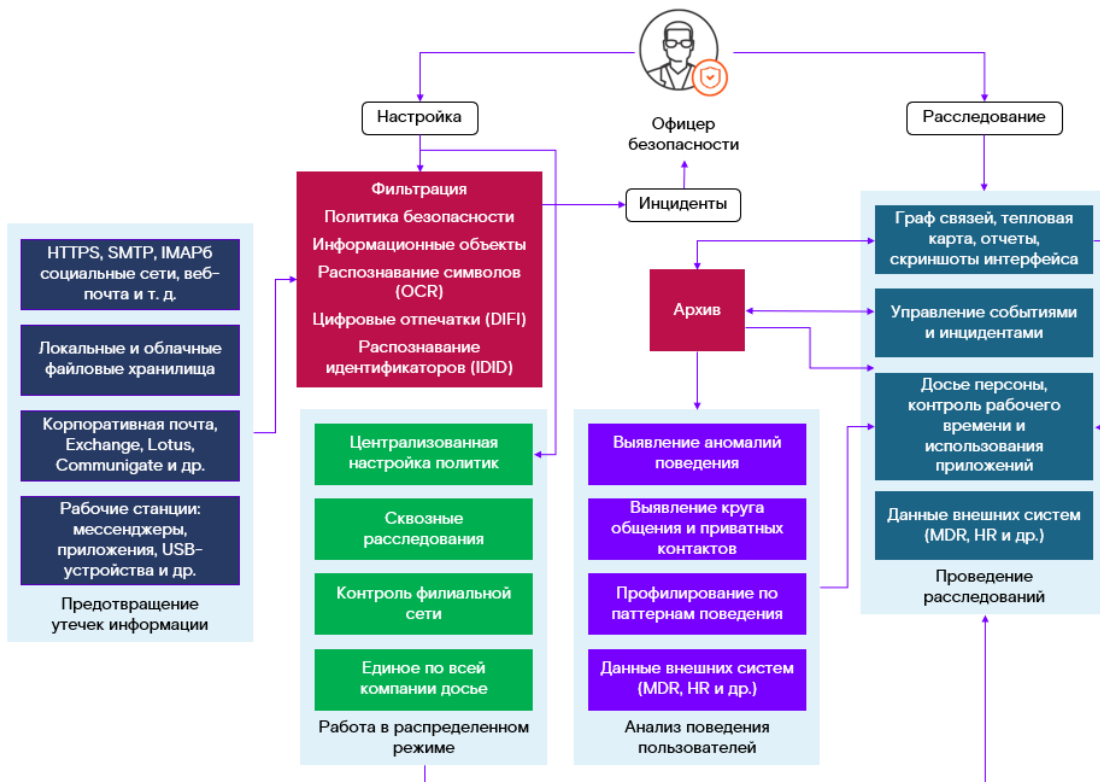 Офицер
безопасности
Настройка
Расследование
Инциденты
Фильтрация
Политика безопасности
Информационные объекты
Распознавание символов
(OCR)
Цифровые отпечатки (DIFI)
Распознавание
идентификаторов (IDID)
HTTPS, SMTP, IMAPб
социальные сети, веб-
почта и т. д.
Локальные и облачные
файловые хранилища
Корпоративная почта,
Exchange, Lotus,
Communigate и др.
Рабочие станции:
мессенджеры,
приложения, USB-
устройства и др.
Предотвращение
утечек информации
Централизованная
настройка политик
Сквозные
расследования
Контроль филиальной
сети
Единое по всей
компании досье
Работа в распределенном
режиме
Архив
Выявление аномалий
поведения
Выявление круга
общения и приватных
контактов
Профилирование по
паттернам поведения
Данные внешних систем
(MDR, HR и др.)
Анализ поведения
пользователей
Граф связей, тепловая
карта, отчеты,
скриншоты интерфейса
Управление событиями
и инцидентами
Досье персоны,
контроль рабочего
времени и
использования
приложений
Данные внешних систем
(MDR, HR и др.)
Проведение
расследований